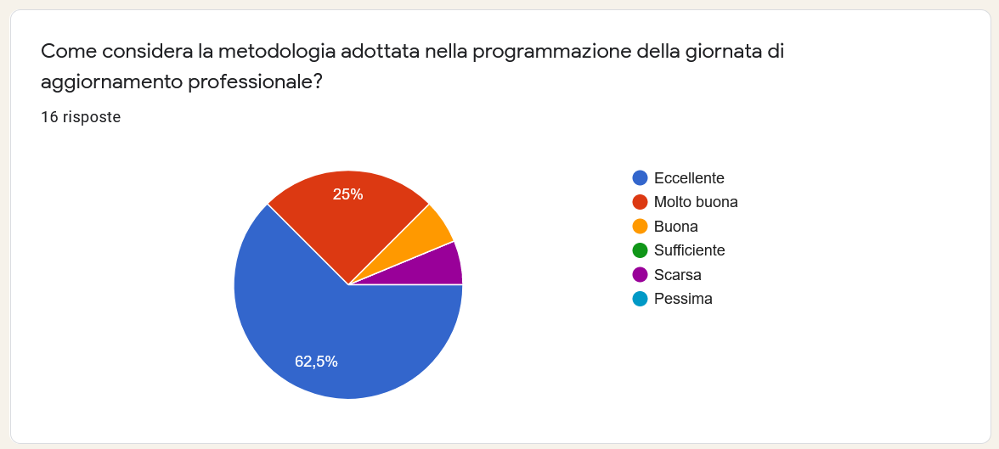 Come considera la metodologia adottata nella programmazione della giornata di
aggiornamento professionale?
16 risposte
25%
62,5%
Eccellente
Molto buona
Buona
Sufficiente
Scarsa
Pessima